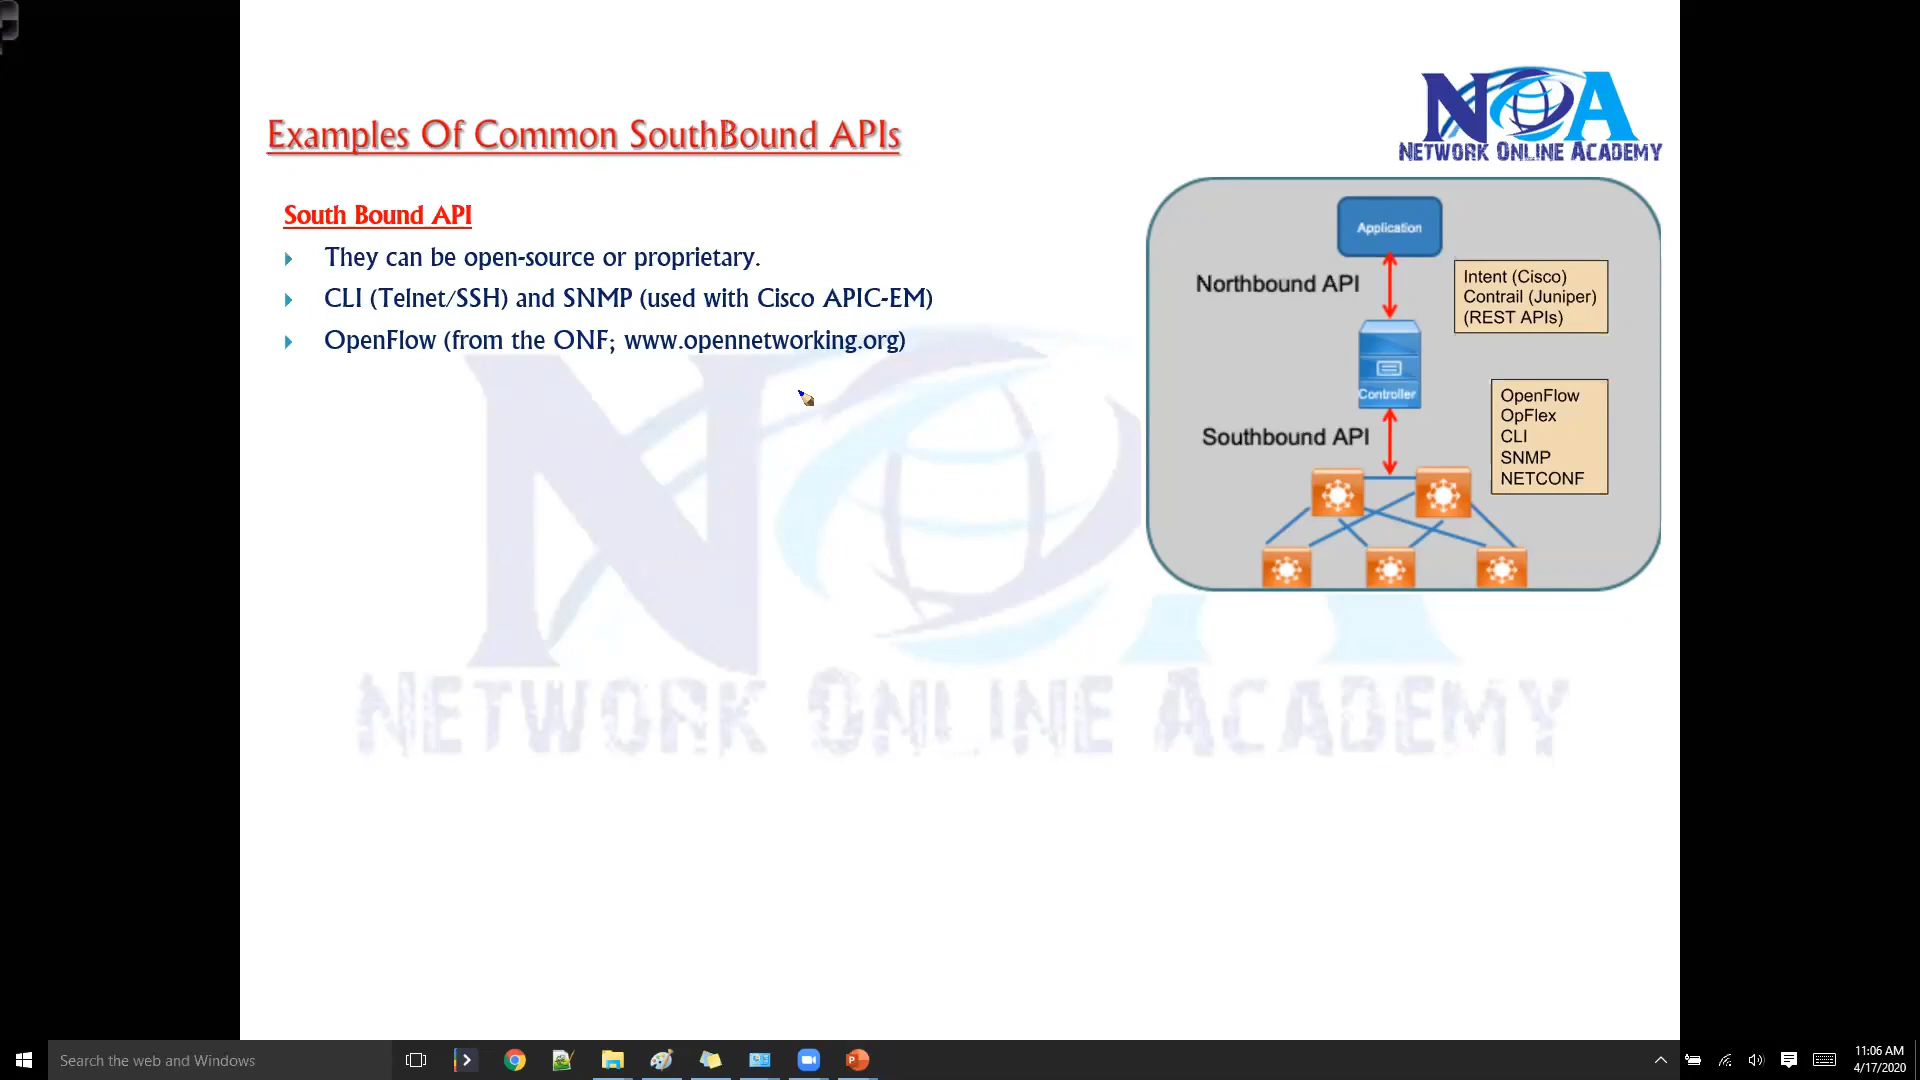 NOA
NETWORK ONLINE ACADEMY
Examples Of Common SouthBound APIs
South Bound API
They can be open-source or proprietary.
CLI (Telnet/SSH) and SNMP (used with Cisco APIC-EM)
OpenFlow (from the ONF; www.opennetworking.org)
Application
Northbound API
Intent (Cisco)
Contrail (Juniper)
(REST APIs)
Controller
Southbound API
OpenFlow
OpFlex
CLI
SNMP
NETCONF
NOA
NETWORK ONLINE ACADEMY
Search the web and Windows
11:06 AM
4/17/2020